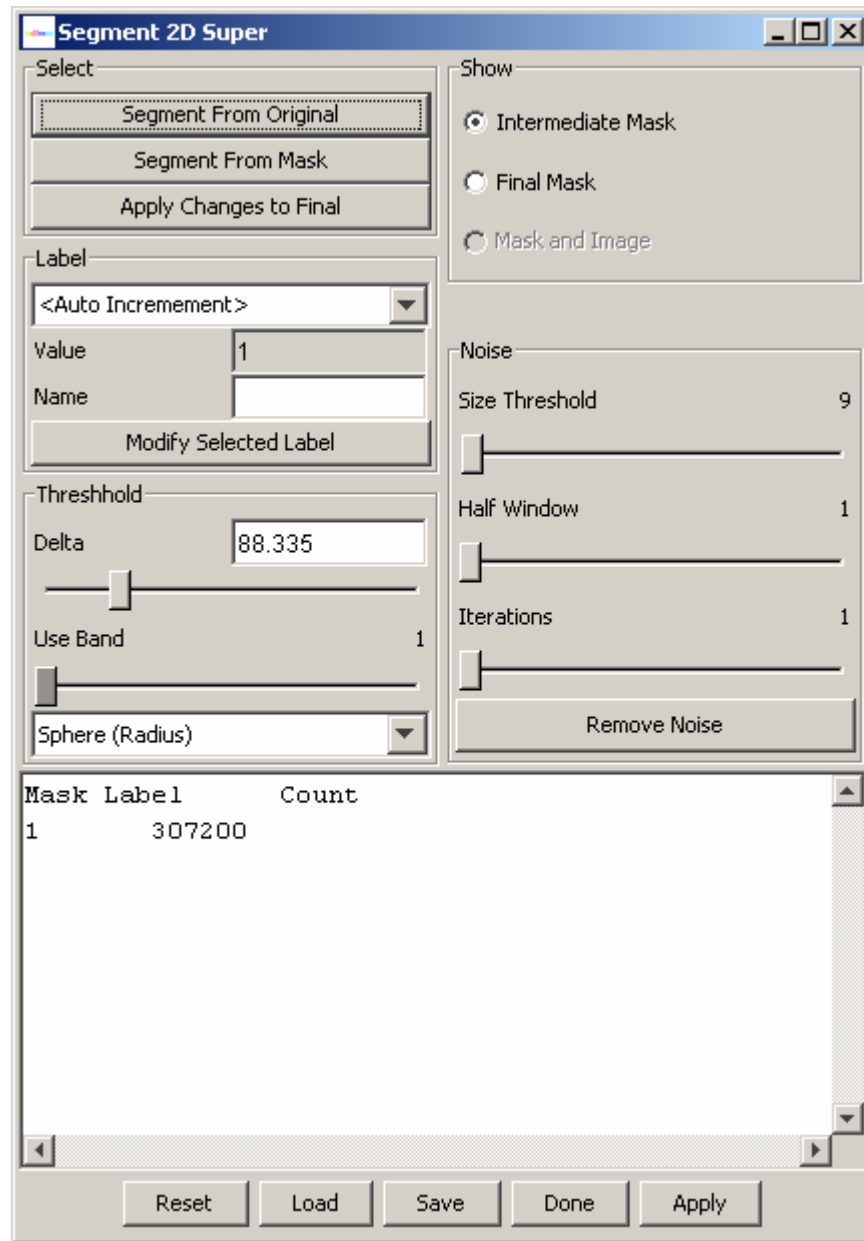 Segment 2D Super
Select
Segment From Original
Segment From Mask
Apply Changes to Final
Label
<Auto Incremement>
Value 1
Name
Modify Selected Label
Threshhold
Delta 88.335
Use Band 1
Sphere (Radius)
Show
Intermediate Mask
Final Mask
Mask and Image
Noise
Size Threshold 9
Half Window 1
Iterations 1
Remove Noise
Mask Label Count
1 307200
Reset Load Save Done Apply